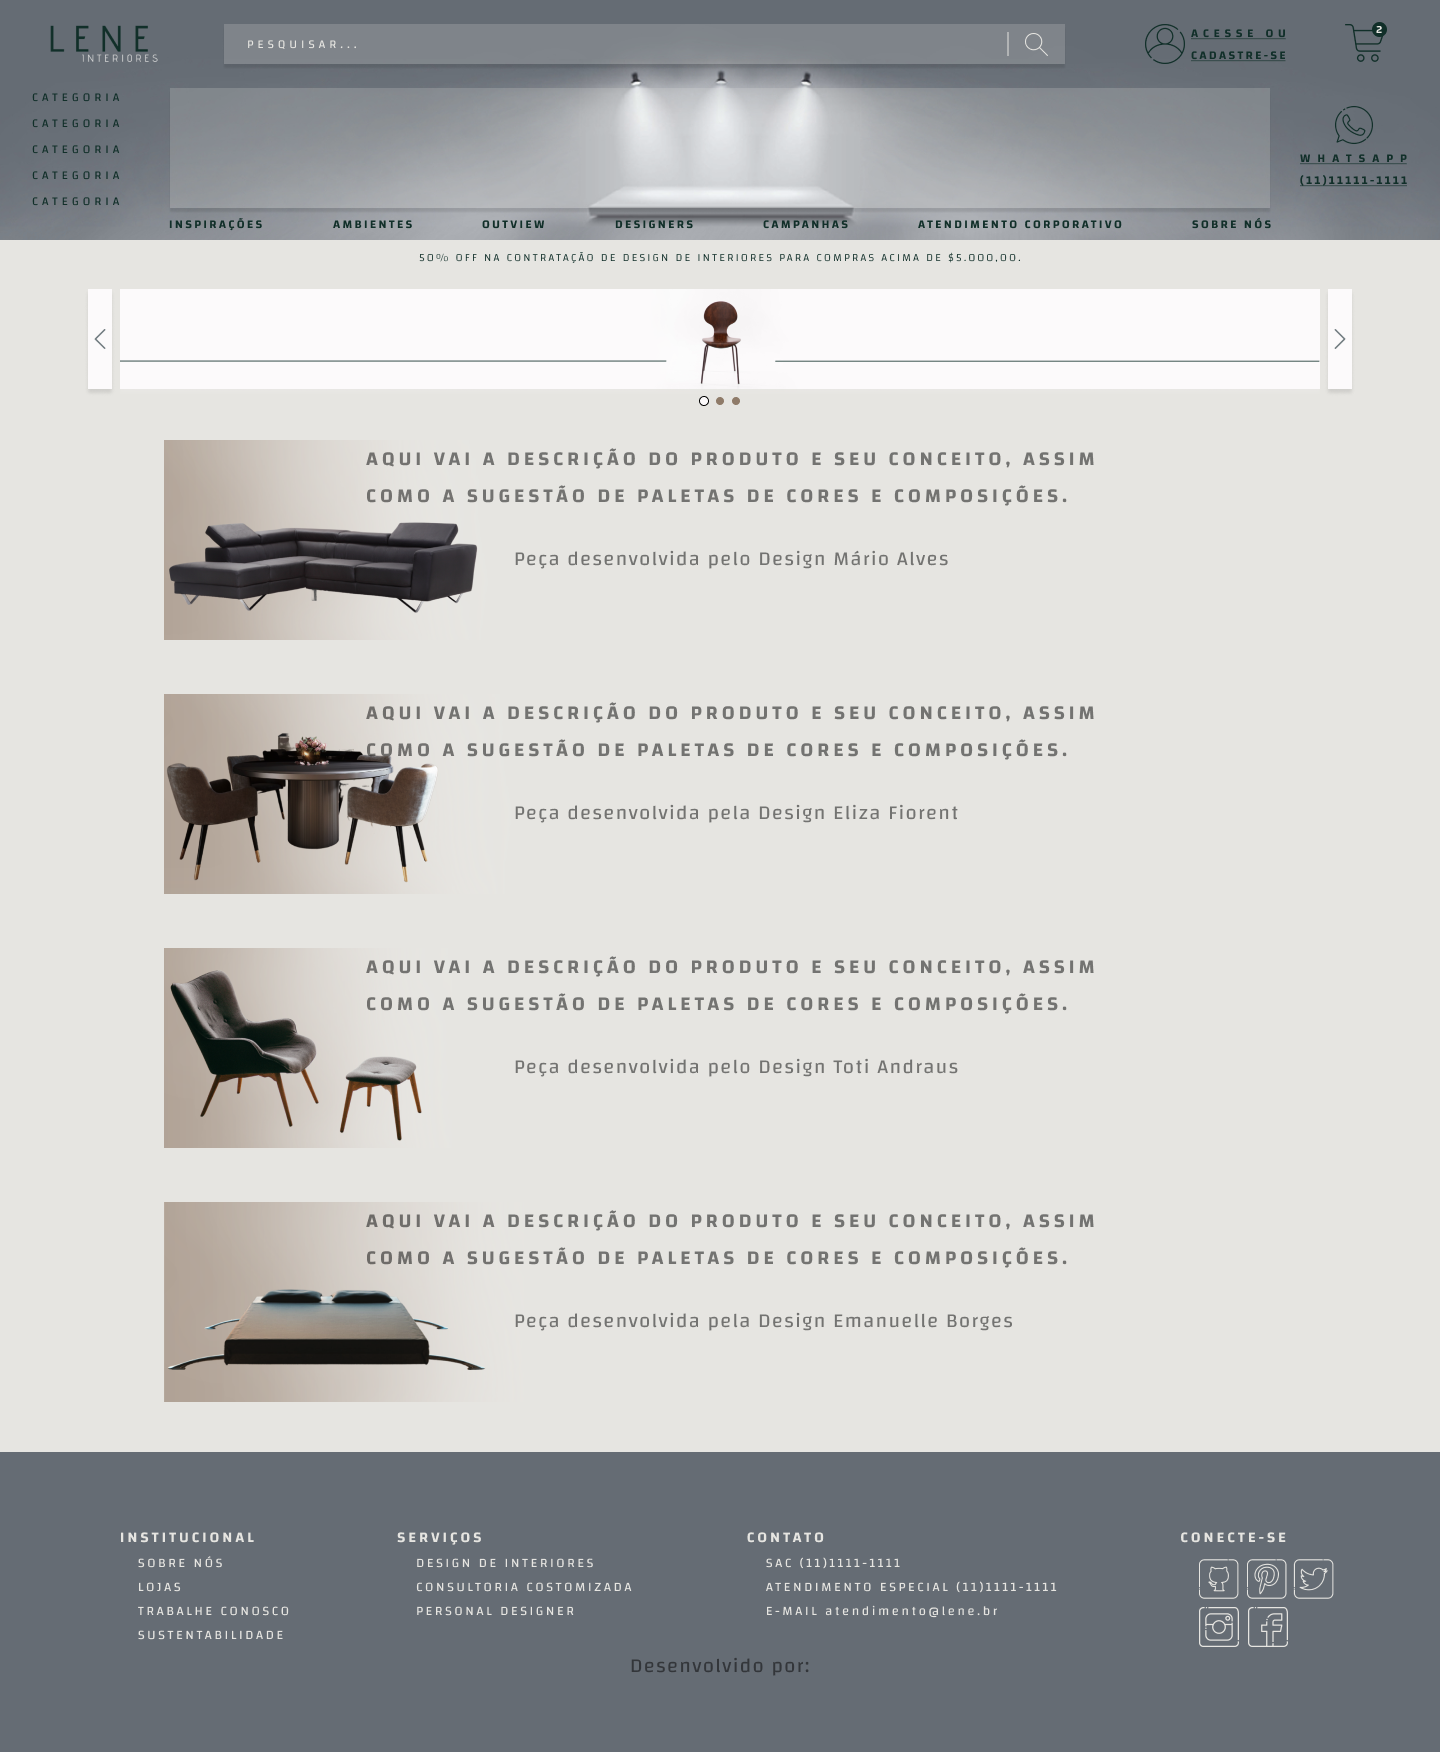 LENE
INTERIORES
PESQUISAR...
ACESSE OU
CADASTRE-SE
2
CATEGORIA
CATEGORIA
CATEGORIA
CATEGORIA
CATEGORIA
WHATSAPP
(11)11111-1111
INSPIRAÇÕES AMBIENTES OUTVIEW DESIGNERS CAMPANHAS ATENDIMENTO CORPORATIVO SOBRE NÓS
50% OFF NA CONTRATAÇÃO DE DESIGN DE INTERIORES PARA COMPRAS ACIMA DE $5.000,00.
AQUI VAI A DESCRIÇÃO DO PRODUTO E SEU CONCEITO, ASSIM
COMO A SUGESTÃO DE PALETAS DE CORES E COMPOSIÇÕES.
Peça desenvolvida pelo Design Mário Alves
AQUI VAI A DESCRIÇÃO DO PRODUTO E SEU CONCEITO, ASSIM
COMO A SUGESTÃO DE PALETAS DE CORES E COMPOSIÇÕES.
Peça desenvolvida pela Design Eliza Fiorent
AQUI VAI A DESCRIÇÃO DO PRODUTO E SEU CONCEITO, ASSIM
COMO A SUGESTÃO DE PALETAS DE CORES E COMPOSIÇÕES.
Peça desenvolvida pelo Design Toti Andraus
AQUI VAI A DESCRIÇÃO DO PRODUTO E SEU CONCEITO, ASSIM
COMO A SUGESTÃO DE PALETAS DE CORES E COMPOSIÇÕES.
Peça desenvolvida pela Design Emanuelle Borges
INSTITUCIONAL
SOBRE NÓS
LOJAS
TRABALHE CONOSCO
SUSTENTABILIDADE
SERVIÇOS
DESIGN DE INTERIORES
CONSULTORIA COSTOMIZADA
PERSONAL DESIGNER
CONTATO
SAC (11)1111-1111
ATENDIMENTO ESPECIAL (11)1111-1111
E-MAIL atendimento@lene.br
CONECTE-SE
Desenvolvido por: